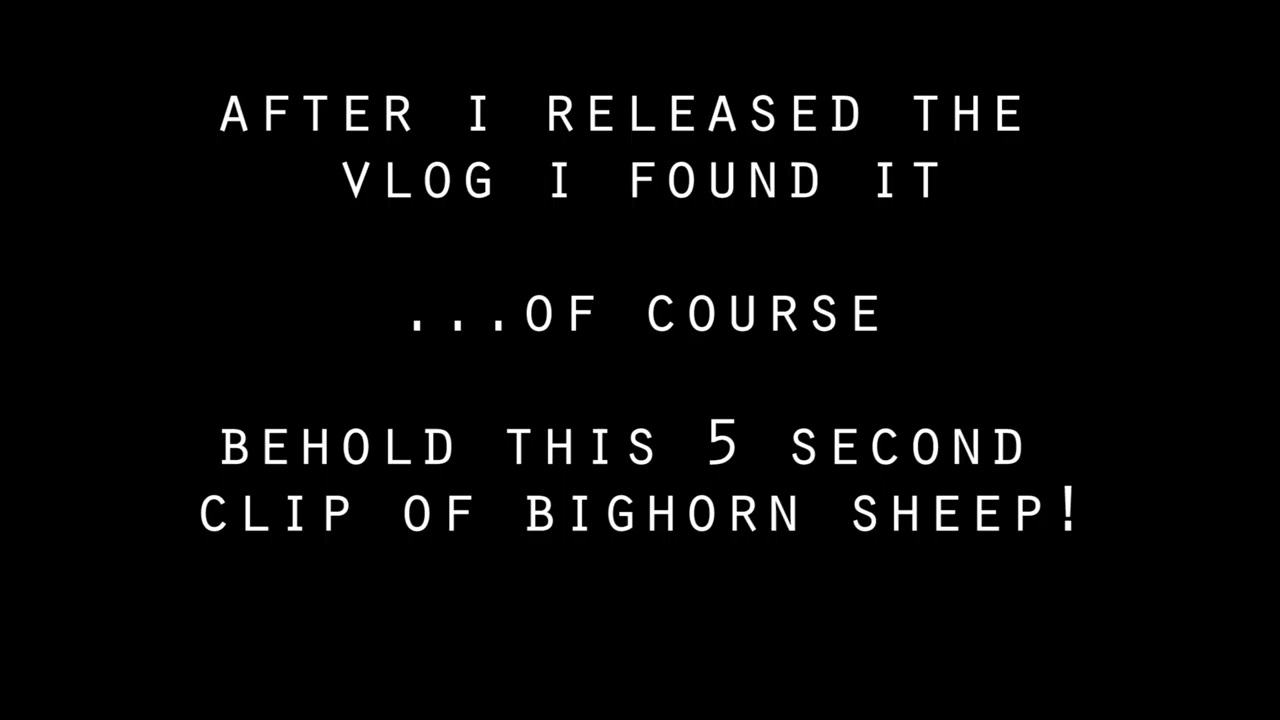 AFTER I RELEASED THE
VLOG I FOUND IT
...OF COURSE
BEHOLD THIS 5 SECOND
CLIP OF BIGHORN SHEEP!